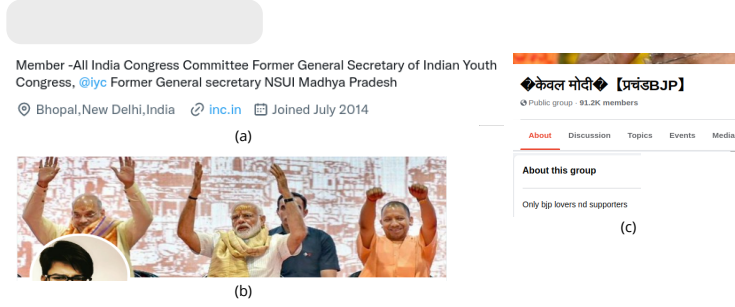 Member -All India Congress Committee Former General Secretary of Indian Youth
Congress, @iyc Former General secretary NSUI Madhya Pradesh
Bhopal,New Delhi,India inc.in Joined July 2014
(a)
(b)
�केवल मोदी�【प्रचंडBJP】
Public group · 91.2K members
About Discussion Topics Events Media
About this group
Only bjp lovers nd supporters
(c)